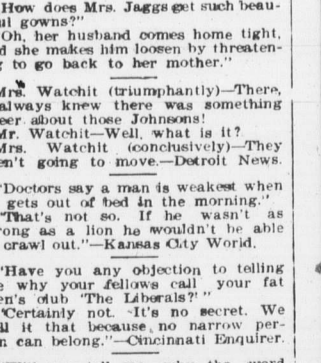 How does Mrs. Jaggs get such beau-
ul gowns?"
Oh, her husband comes home tight,
d she makes him loosen by threaten-
g to go back to her mother."
Mrs. Watchit (triumphantly)—There,
always knew there was something
eer about those Johnsons!
Mr. Watchit—Well, what is it?
Mrs. Watchit (conclusively)—They
en't going to move.—Detroit News.
"Doctors say a man is weakest when
gets out of bed in the morning."
"That's not so. If he wasn't as
ong as a lion he wouldn't be able
crawl out."—Kansas City World.
"Have you any objection to telling
e why your fellows call your fat
en's club 'The Liberals?!"
"Certainly not. It's no secret. We
ll it that because no narrow per-
n can belong."—Cincinnati Enquirer.